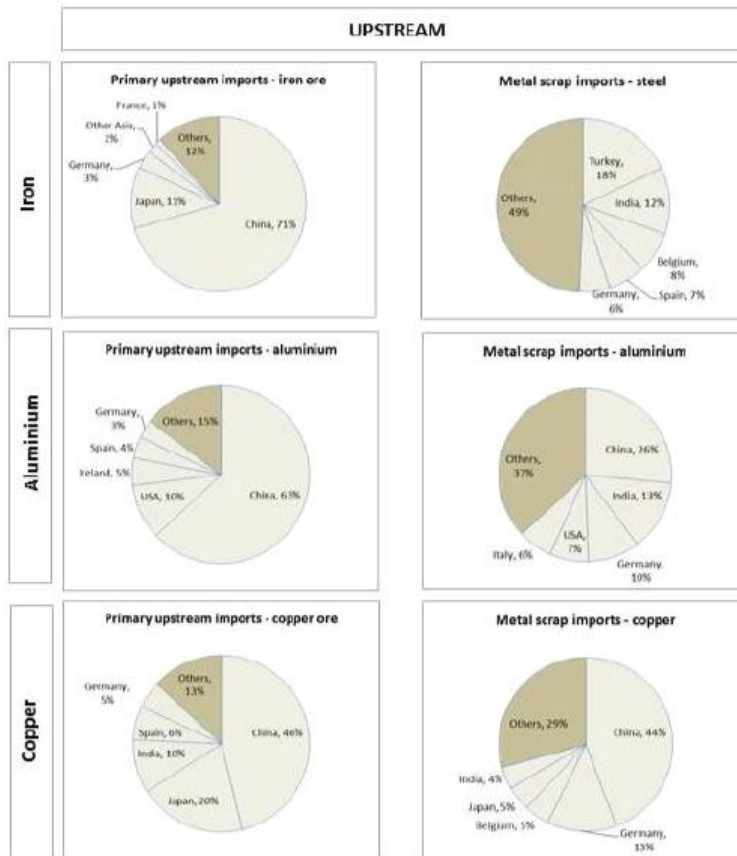 UPSTREAM
Iron
Primary upstream imports - iron ore
France, 1%
Other Asia,
2%
Germany,
3%
Japan, 11%
Others,
12%
China, 71%
Metal scrap imports - steel
Turkey,
18%
India, 12%
Others,
49%
Belgium,
8%
Spain, 7%
Germany,
6%
Aluminium
Primary upstream imports - aluminium
Germany,
3%
Others, 15%
Spain, 4%
Ireland, 5%
USA, 10%
China, 63%
Metal scrap imports - aluminium
China, 26%
Others,
37%
India, 13%
USA,
7%
Italy, 6%
Germany,
10%
Copper
Primary upstream imports - copper ore
Germany,
5%
Others,
13%
Spain, 6%
India, 10%
China, 46%
Japan, 20%
Metal scrap imports - copper
Others, 29%
China, 44%
India, 4%
Japan, 5%
Belgium, 5%
Germany,
13%